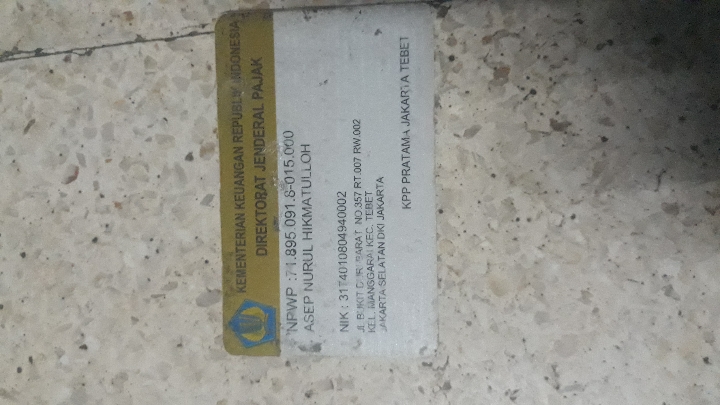 KEMENTERIAN KEUANGAN REPUBLIK INDONESIA
DIREKTORAT JENDERAL PAJAK
NPWP : 71.895.091.8-015.000
ASEP NURUL HIKMATULLOH
NIK : 3174010804940002
JL. BUKIT DURI BARAT NO.357 RT.007 RW.002
KEL. MANGGARAI KEC. TEBET
JAKARTA SELATAN DKI JAKARTA
KPP PRATAMA JAKARTA TEBET